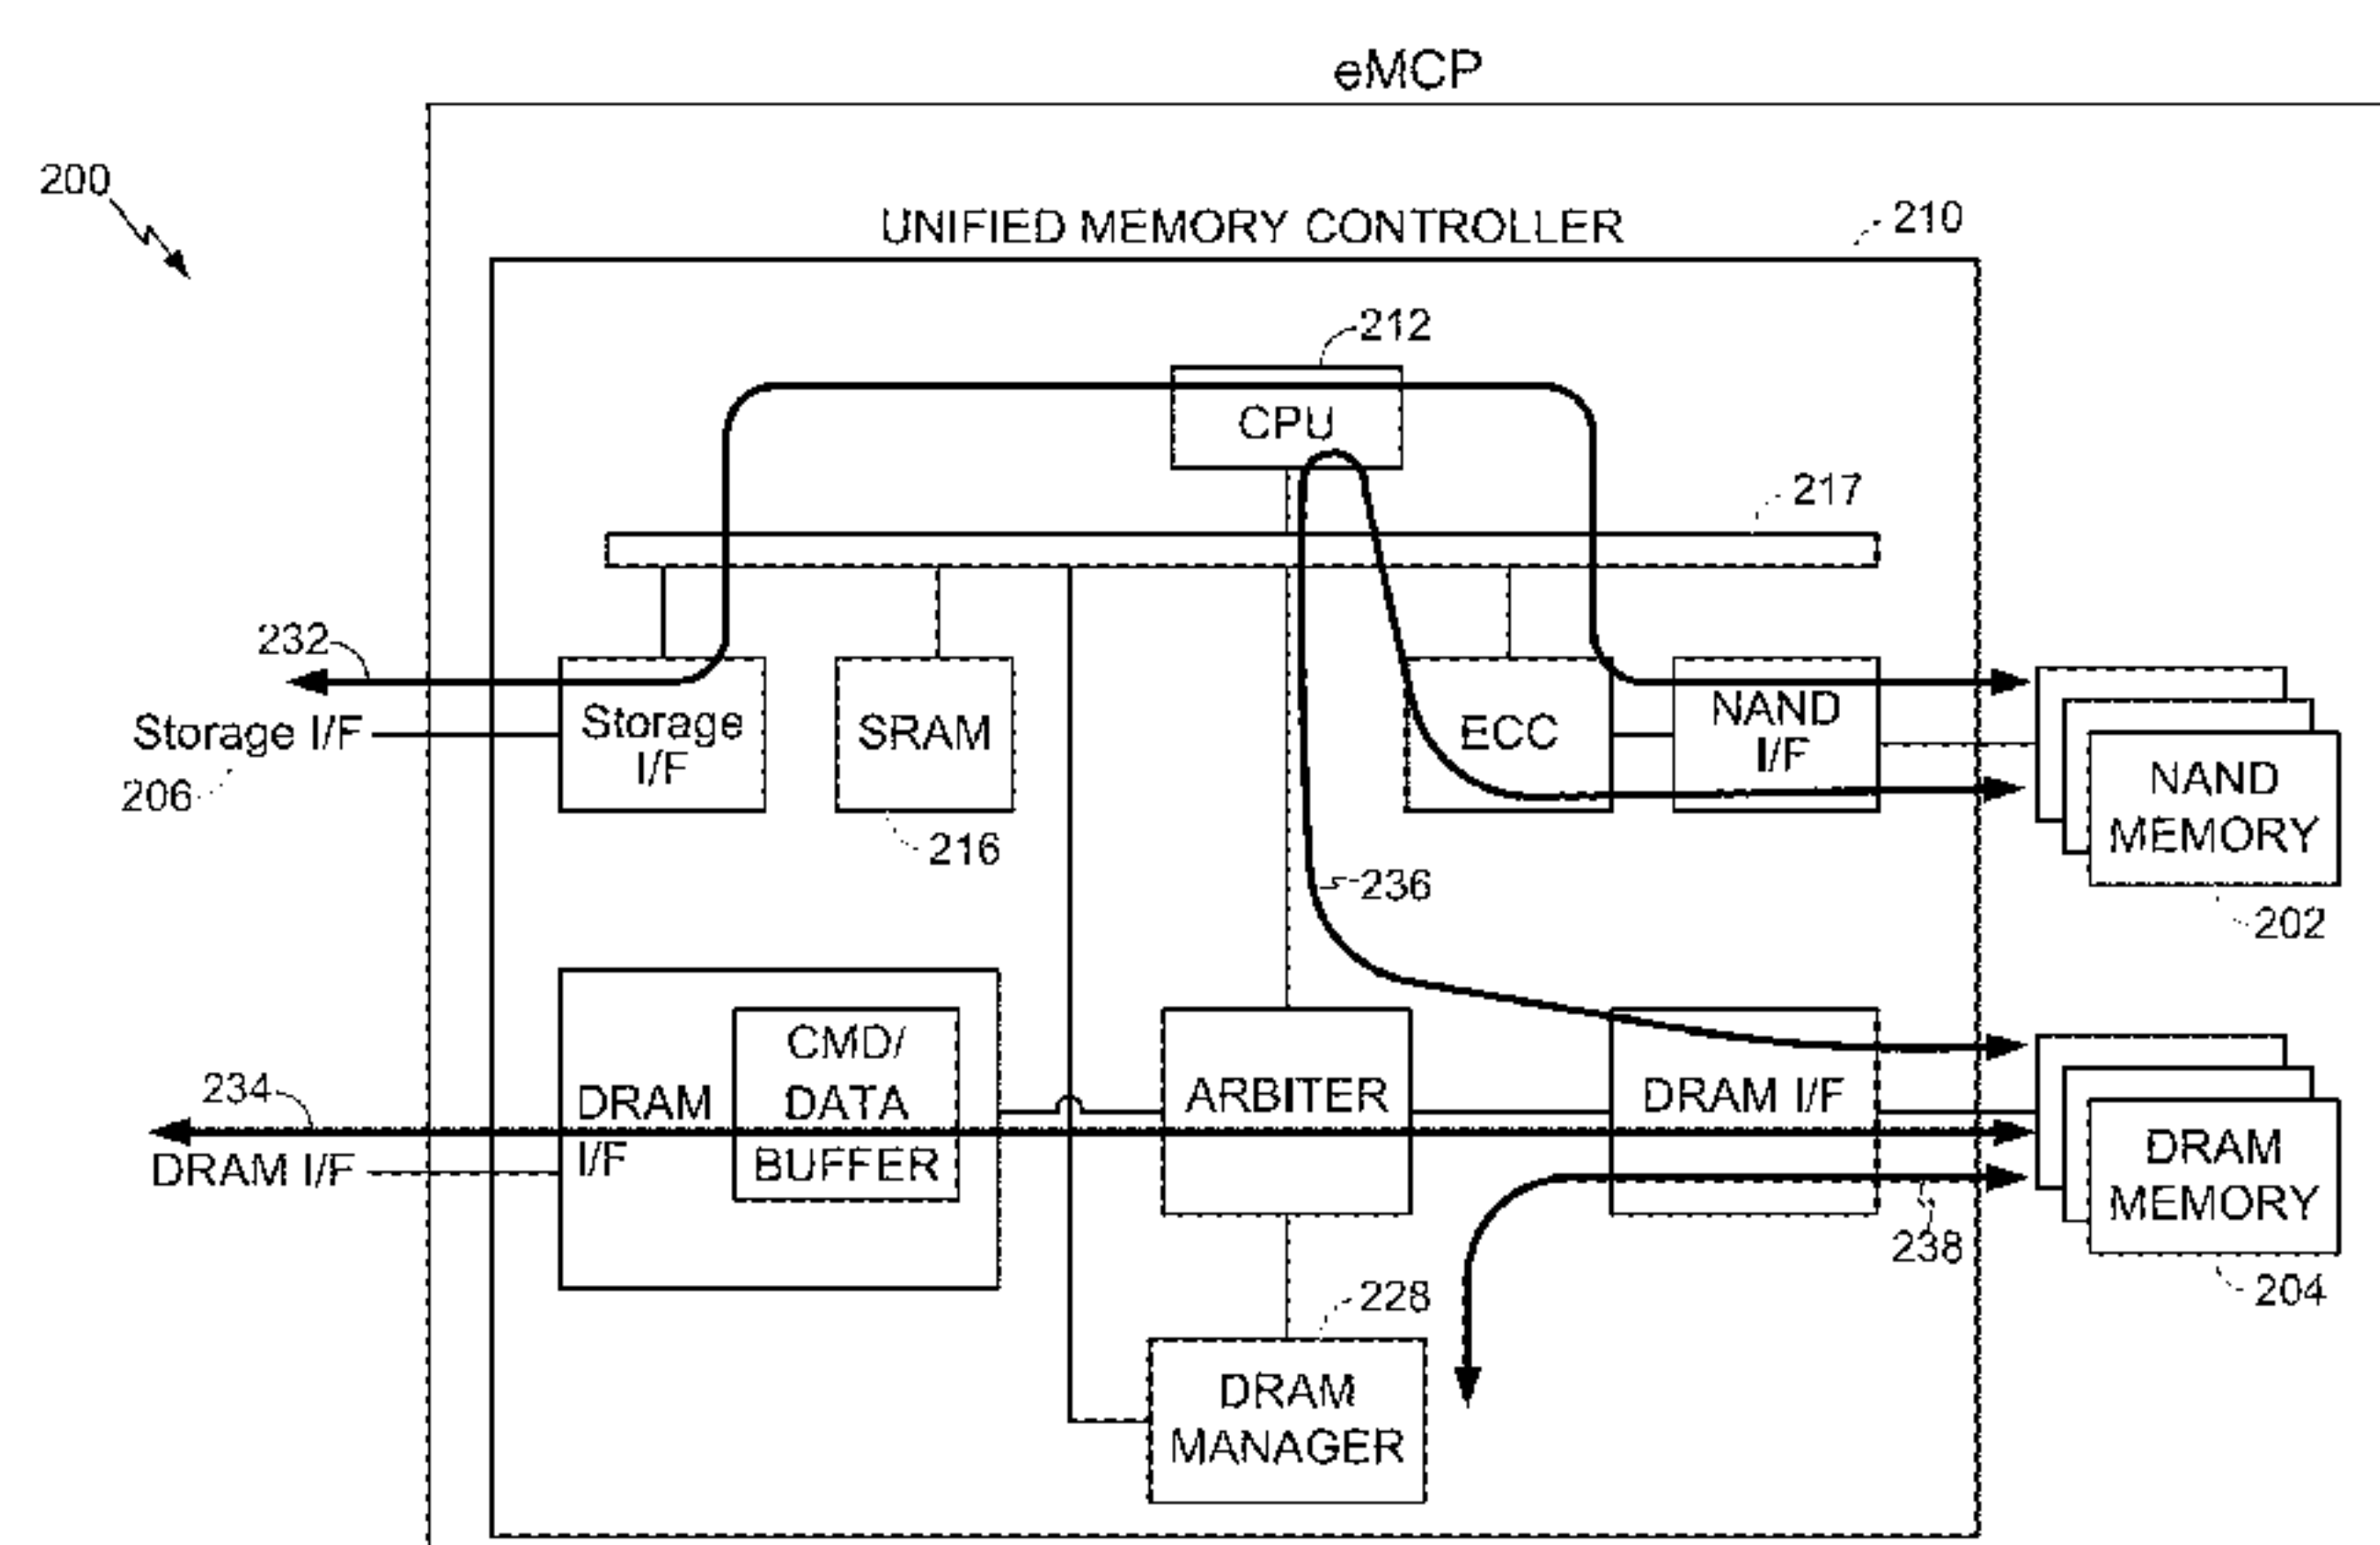 eMCP
200
UNIFIED MEMORY CONTROLLER
210
212
CPU
217
232
Storage I/F
206
Storage
I/F
SRAM
216
ECC
NAND
I/F
NAND
MEMORY
202
236
234
DRAM I/F
DRAM
I/F
CMD/
DATA
BUFFER
ARBITER
DRAM I/F
238
DRAM
MEMORY
204
228
DRAM
MANAGER